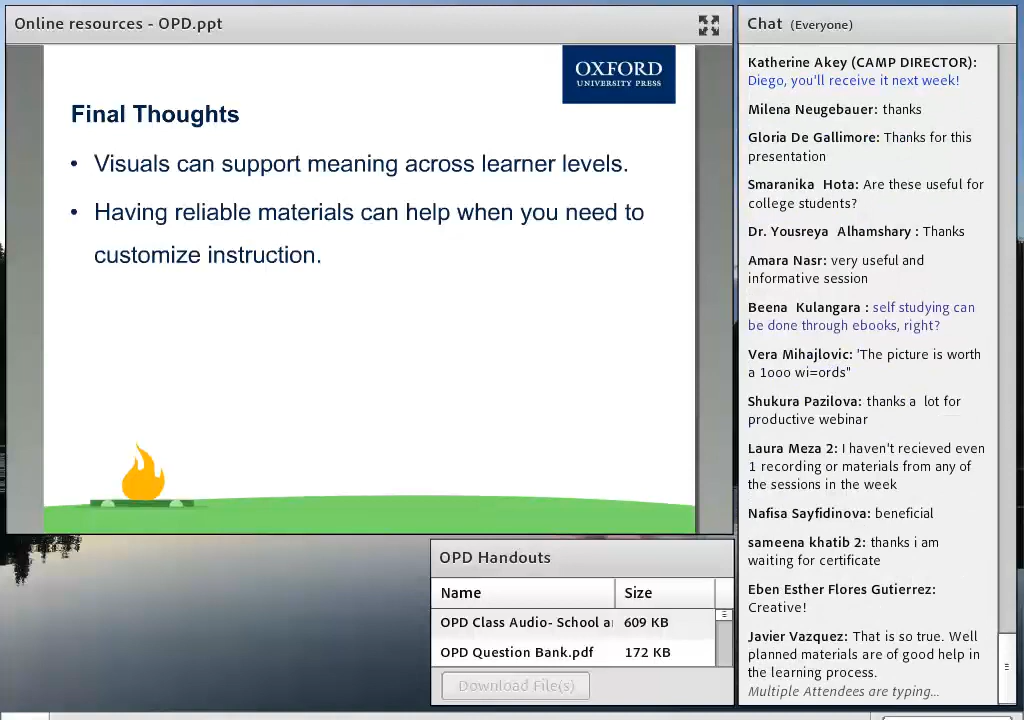 Online resources - OPD.ppt
OXFORD
UNIVERSITY PRESS
Final Thoughts
• Visuals can support meaning across learner levels.
• Having reliable materials can help when you need to
customize instruction.
OPD Handouts
Name Size
OPD Class Audio- School a 609 KB
OPD Question Bank.pdf 172 KB
Download File(s)
Chat (Everyone)
Katherine Akey (CAMP DIRECTOR):
Diego, you'll receive it next week!
Milena Neugebauer: thanks
Gloria De Gallimore: Thanks for this
presentation
Smaranika Hota: Are these useful for
college students?
Dr. Yousreya Alhamshary : Thanks
Amara Nasr: very useful and
informative session
Beena Kulangara : self studying can
be done through ebooks, right?
Vera Mihajlovic: 'The picture is worth
a 1ooo wi=ords"
Shukura Pazilova: thanks a lot for
productive webinar
Laura Meza 2: I haven't recieved even
1 recording or materials from any of
the sessions in the week
Nafisa Sayfidinova: beneficial
sameena khatib 2: thanks i am
waiting for certificate
Eben Esther Flores Gutierrez:
Creative!
Javier Vazquez: That is so true. Well
planned materials are of good help in
the learning process.
Multiple Attendees are typing...